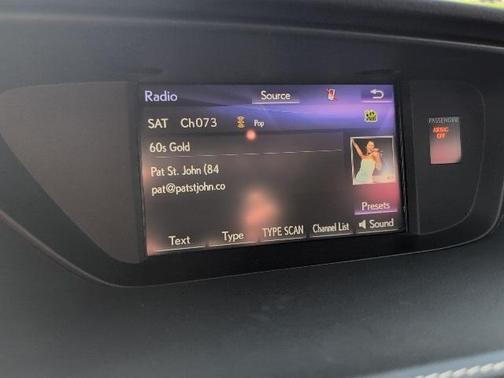 Radio
Source
SAT Ch073 Pop
60s Gold
Pat St. John (84
pat@patstjohn.co
Presets
Text
Type
TYPE SCAN
Channel List
Sound
PASSENGER
AIRBAG
OFF